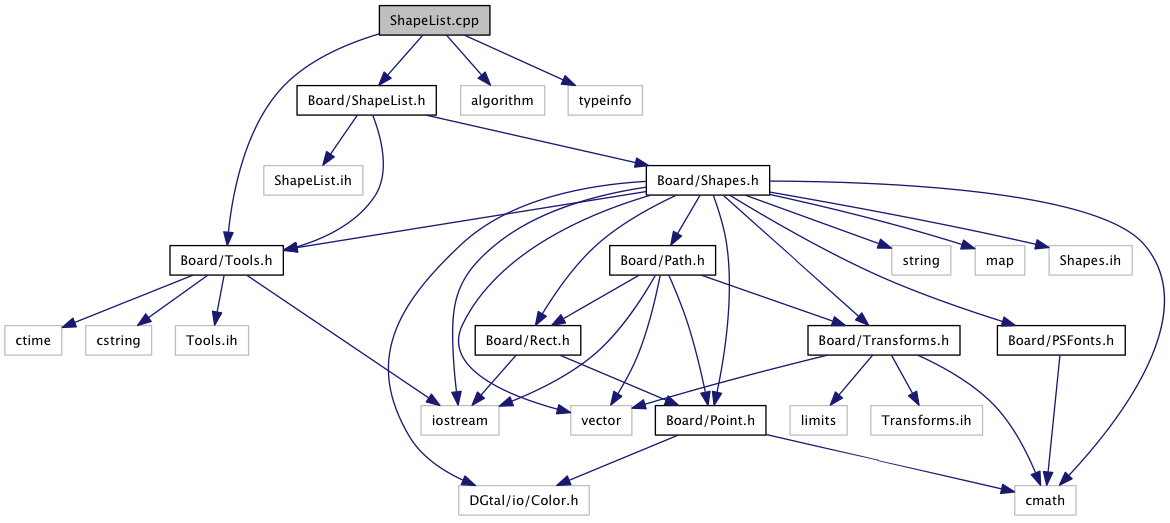 ShapeList.cpp
Board/ShapeList.h
algorithm
typeinfo
ShapeList.ih
Board/Shapes.h
Board/Tools.h
Board/Path.h
string
map
Shapes.ih
ctime
cstring
Tools.ih
Board/Rect.h
Board/Transforms.h
Board/PSFonts.h
iostream
vector
Board/Point.h
limits
Transforms.ih
DGtal/io/Color.h
cmath